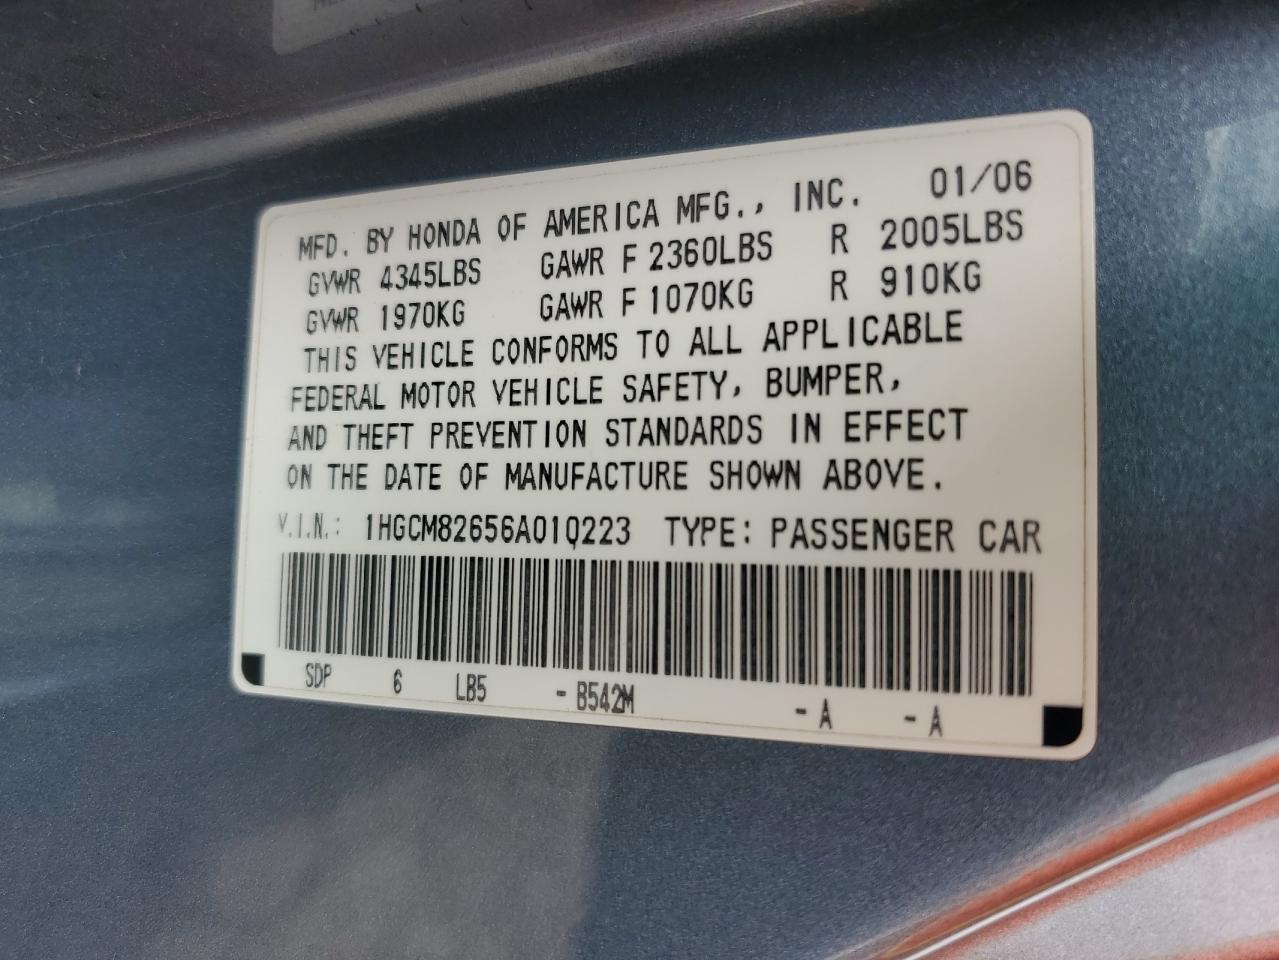 MFD. BY HONDA OF AMERICA MFG., INC. 01/06
GVWR 4345LBS GAWR F 2360LBS R 2005LBS
GVWR 1970KG GAWR F 1070KG R 910KG
THIS VEHICLE CONFORMS TO ALL APPLICABLE
FEDERAL MOTOR VEHICLE SAFETY, BUMPER,
AND THEFT PREVENTION STANDARDS IN EFFECT
ON THE DATE OF MANUFACTURE SHOWN ABOVE.
V.I.N.: 1HGCM82656A010223 TYPE: PASSENGER CAR
SDP 6 LB5 - B542M - A - A